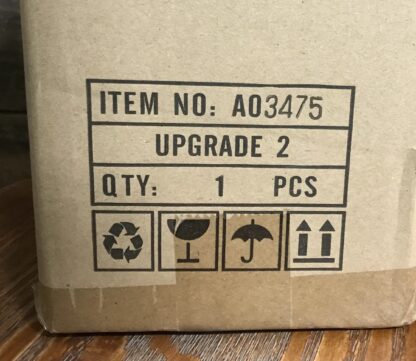 ITEM NO: A03475
UPGRADE 2
QTY: 1 PCS